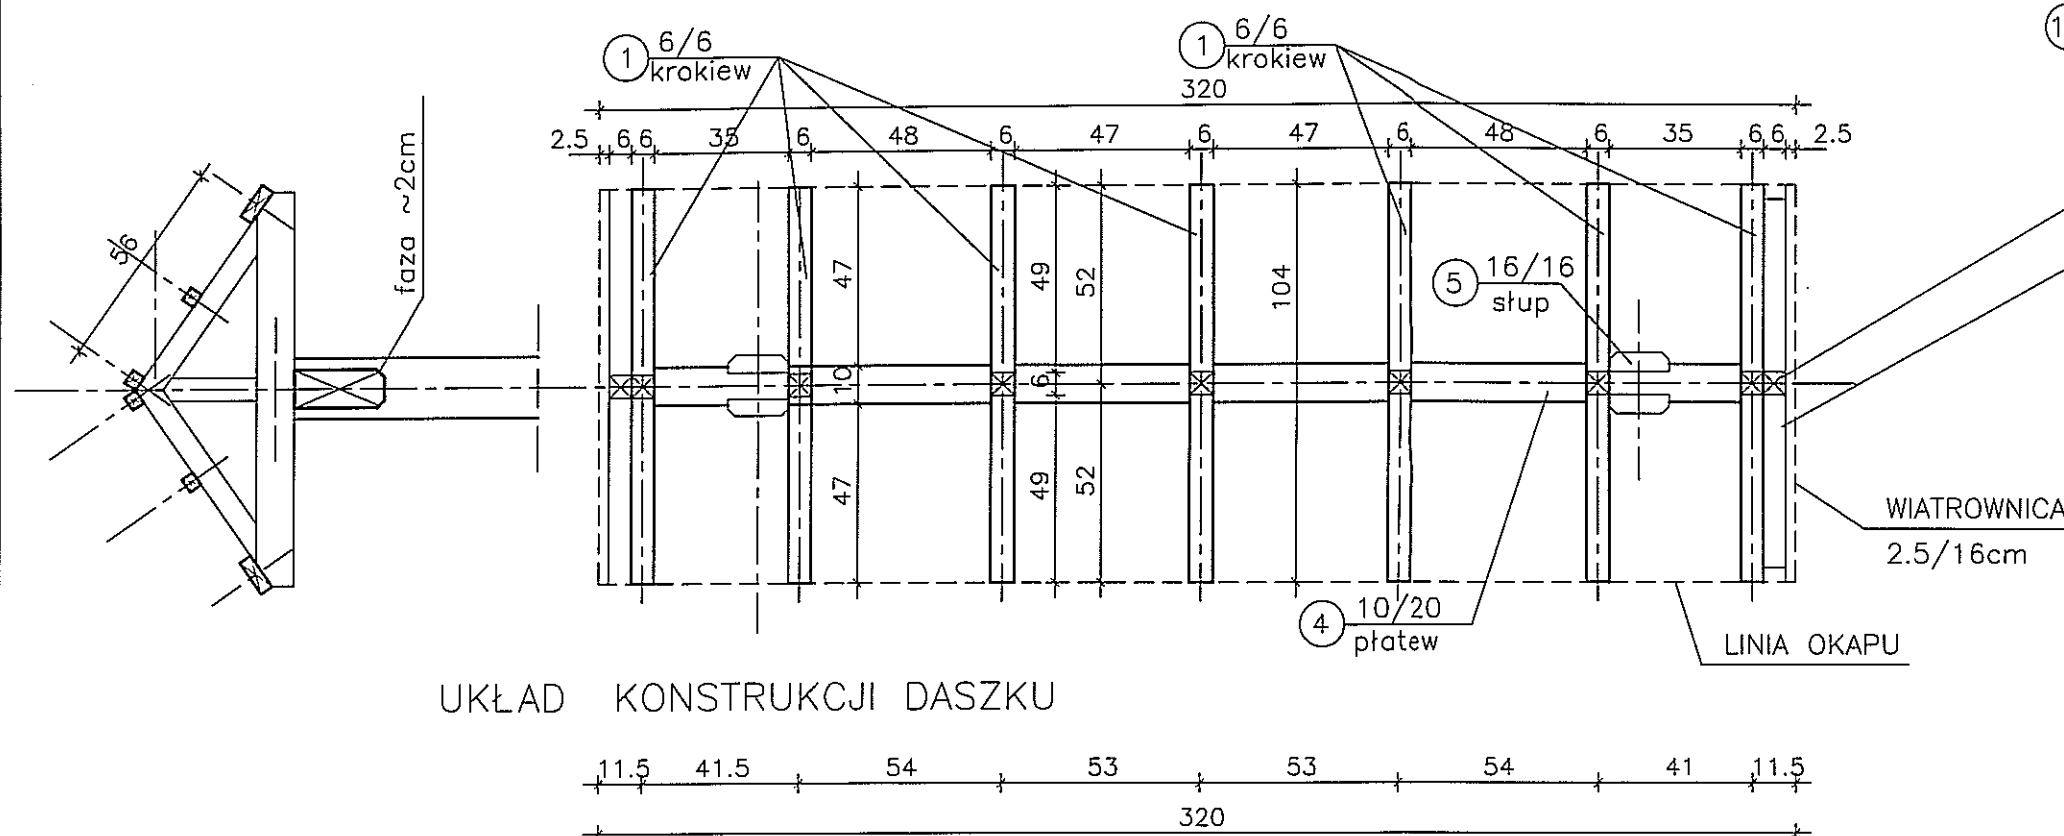 1
6/6
krokiew
1
6/6
krokiew
1
320
2.5 6 6 35 6 48 6 47 6 47 6 48 6 35 6 6 2.5
faza ~2cm
56
47
10
47
49
6
49
52
52
104
5
16/16
słup
4
10/20
płatew
WIATROWNICA
2.5/16cm
LINIA OKAPU
UKŁAD KONSTRUKCJI DASZKU
11.5 41.5 54 53 53 54 41 11.5
320